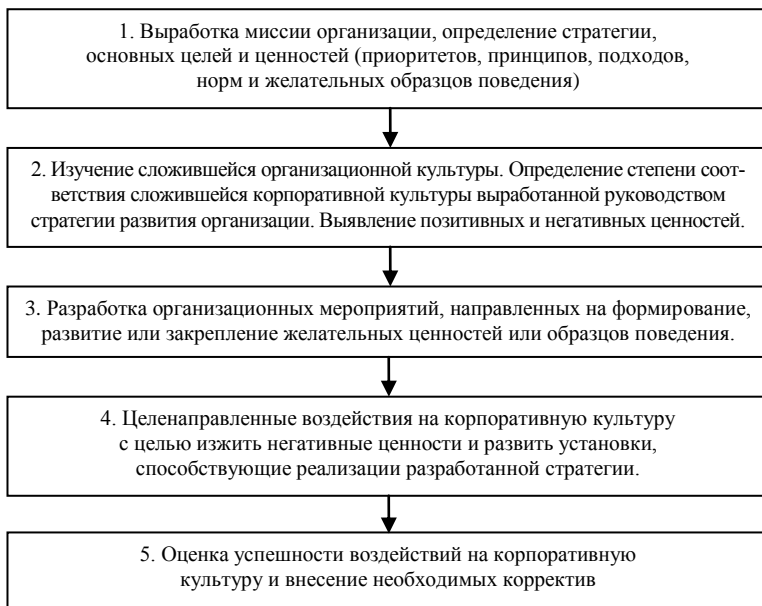 1. Выработка миссии организации, определение стратегии,
основных целей и ценностей (приоритетов, принципов, подходов,
норм и желательных образцов поведения)
2. Изучение сложившейся организационной культуры. Определение степени соот-
ветствия сложившейся корпоративной культуры выработанной руководством
стратегии развития организации. Выявление позитивных и негативных ценностей.
3. Разработка организационных мероприятий, направленных на формирование,
развитие или закрепление желательных ценностей или образцов поведения.
4. Целенаправленные воздействия на корпоративную культуру
с целью изжить негативные ценности и развить установки,
способствующие реализации разработанной стратегии.
5. Оценка успешности воздействий на корпоративную
культуру и внесение необходимых корректив